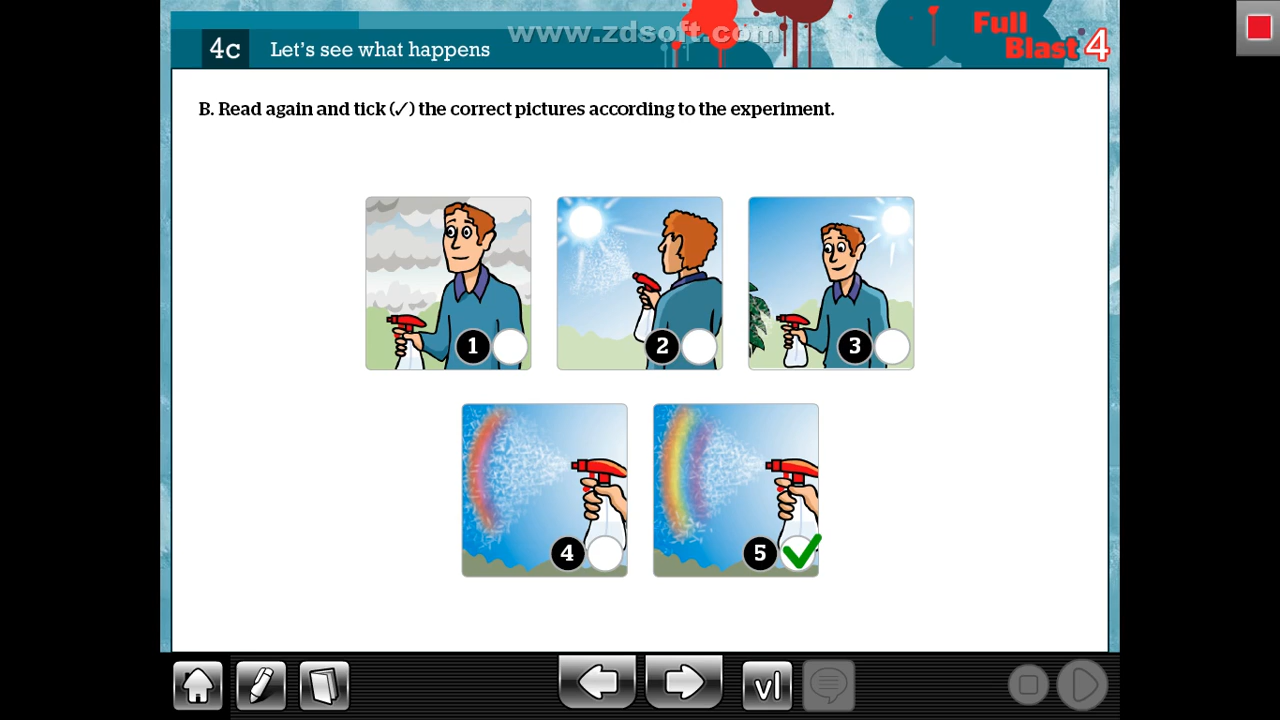 www.zdsoft.com
4c Let's see what happens
Full
Blast 4
B. Read again and tick (✓) the correct pictures according to the experiment.
1
2
3
4
5
vl